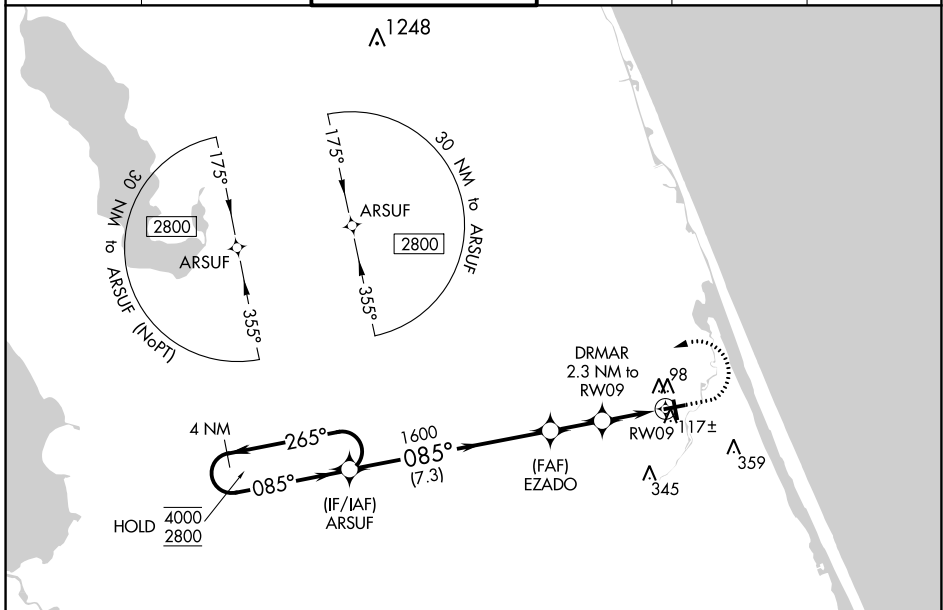 1248
175°
30 NM to ARSUF (NoPT)
2800
ARSUF
355°
175°
30 NM to ARSUF
ARSUF
2800
355°
DRMAR
2.3 NM to
RW09
98
RW09
117±
359
345
4 NM
265°
085°
1600
085°
(7.3)
(FAF)
EZADO
(IF/IAF)
ARSUF
HOLD
4000
2800